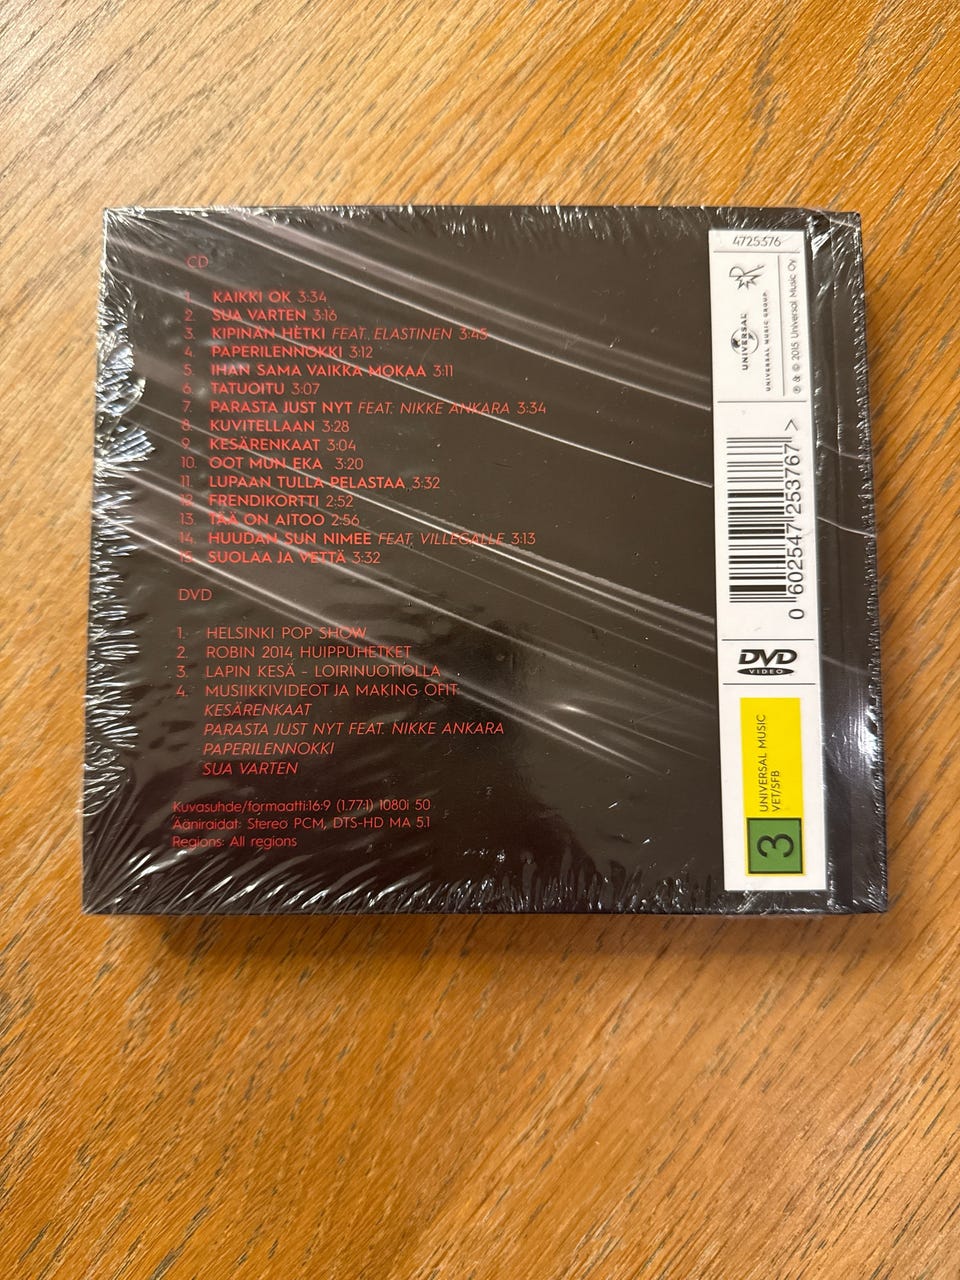 CD
1. KAIKKI OK 3:34
2. SUA VARTEN 3:16
3. KIPINÄN HETKI FEAT. ELASTINEN 3:45
4. PAPERILENNOKKI 3:12
5. IHAN SAMA VAIKKA MOKAA 3:11
6. TATUOITU 3:07
7. PARASTA JUST NYT FEAT. NIKKE ANKARA 3:34
8. KUVITELLAAN 3:28
9. KESÄRENKAAT 3:04
10. OOT MUN EKA 3:20
11. LUPAAN TULLA PELASTAA 3:32
12. FRENDIKORTTI 2:52
13. TÄÄ ON AITOO 2:56
14. HUUDAN SUN NIMEE FEAT. VILLEGALLE 3:13
15. SUOLAA JA VETTÄ 3:32
DVD
1. HELSINKI POP SHOW
2. ROBIN 2014 HUIPPUHETKET
3. LAPIN KESÄ - LOIRINUOTIOLLA
4. MUSIIKKIVIDEOT JA MAKING OFIT:
KESÄRENKAAT
PARASTA JUST NYT FEAT. NIKKE ANKARA
PAPERILENNOKKI
SUA VARTEN
Kuvasuhde/formaatti:16:9 (1.77:1) 1080i 50
Ääniraidat: Stereo PCM, DTS-HD MA 5.1
Regions: All regions
4725376
R
UNIVERSAL
UNIVERSAL MUSIC GROUP
℗ & © 2015 Universal Music Oy
0 602547 253767 >
DVD
VIDEO
UNIVERSAL MUSIC
VET/SFB
3